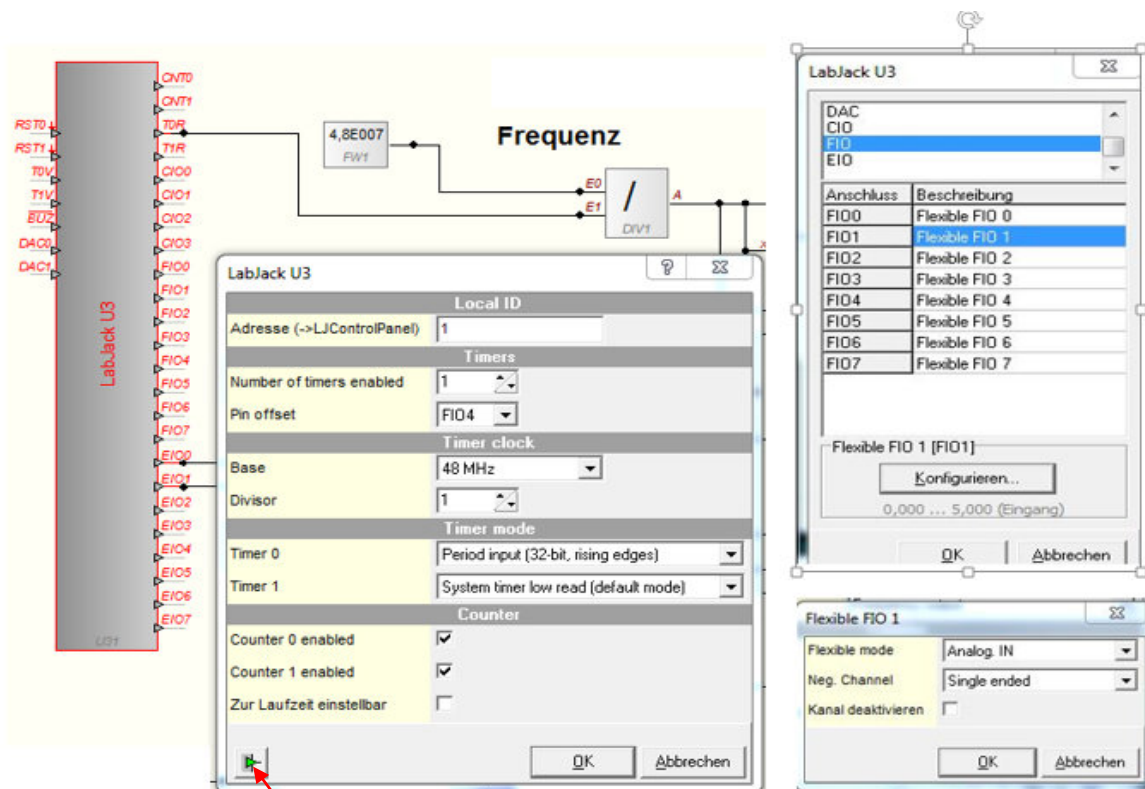 CNT0
CNT1
T0R
T1R
CIO0
CIO1
CIO2
CIO3
FIO0
FIO1
FIO2
FIO3
FIO4
FIO5
FIO6
FIO7
EIO0
EIO1
EIO2
EIO3
EIO4
EIO5
EIO6
EIO7
RST0
RST1
T0V
T1V
EUZ
DAC0
DAC1
LabJack U3
U31
4,8E007
FW1
Frequenz
E0
E1
/
A
DIV1
x
LabJack U3
Local ID
Adresse (->LJControlPanel) 1
Timers
Number of timers enabled 1
Pin offset FIO4
Timer clock
Base 48 MHz
Divisor 1
Timer mode
Timer 0 Period input (32-bit, rising edges)
Timer 1 System timer low read (default mode)
Counter
Counter 0 enabled
Counter 1 enabled
Zur Laufzeit einstellbar
OK Abbrechen
LabJack U3
DAC
CIO
FIO
EIO
Anschluss Beschreibung
FIO0 Flexible FIO 0
FIO1 Flexible FIO 1
FIO2 Flexible FIO 2
FIO3 Flexible FIO 3
FIO4 Flexible FIO 4
FIO5 Flexible FIO 5
FIO6 Flexible FIO 6
FIO7 Flexible FIO 7
Flexible FIO 1 [FIO1]
Konfigurieren...
0,000 ... 5,000 (Eingang)
OK Abbrechen
Flexible FIO 1
Flexible mode Analog. IN
Neg. Channel Single ended
Kanal deaktivieren
OK Abbrechen